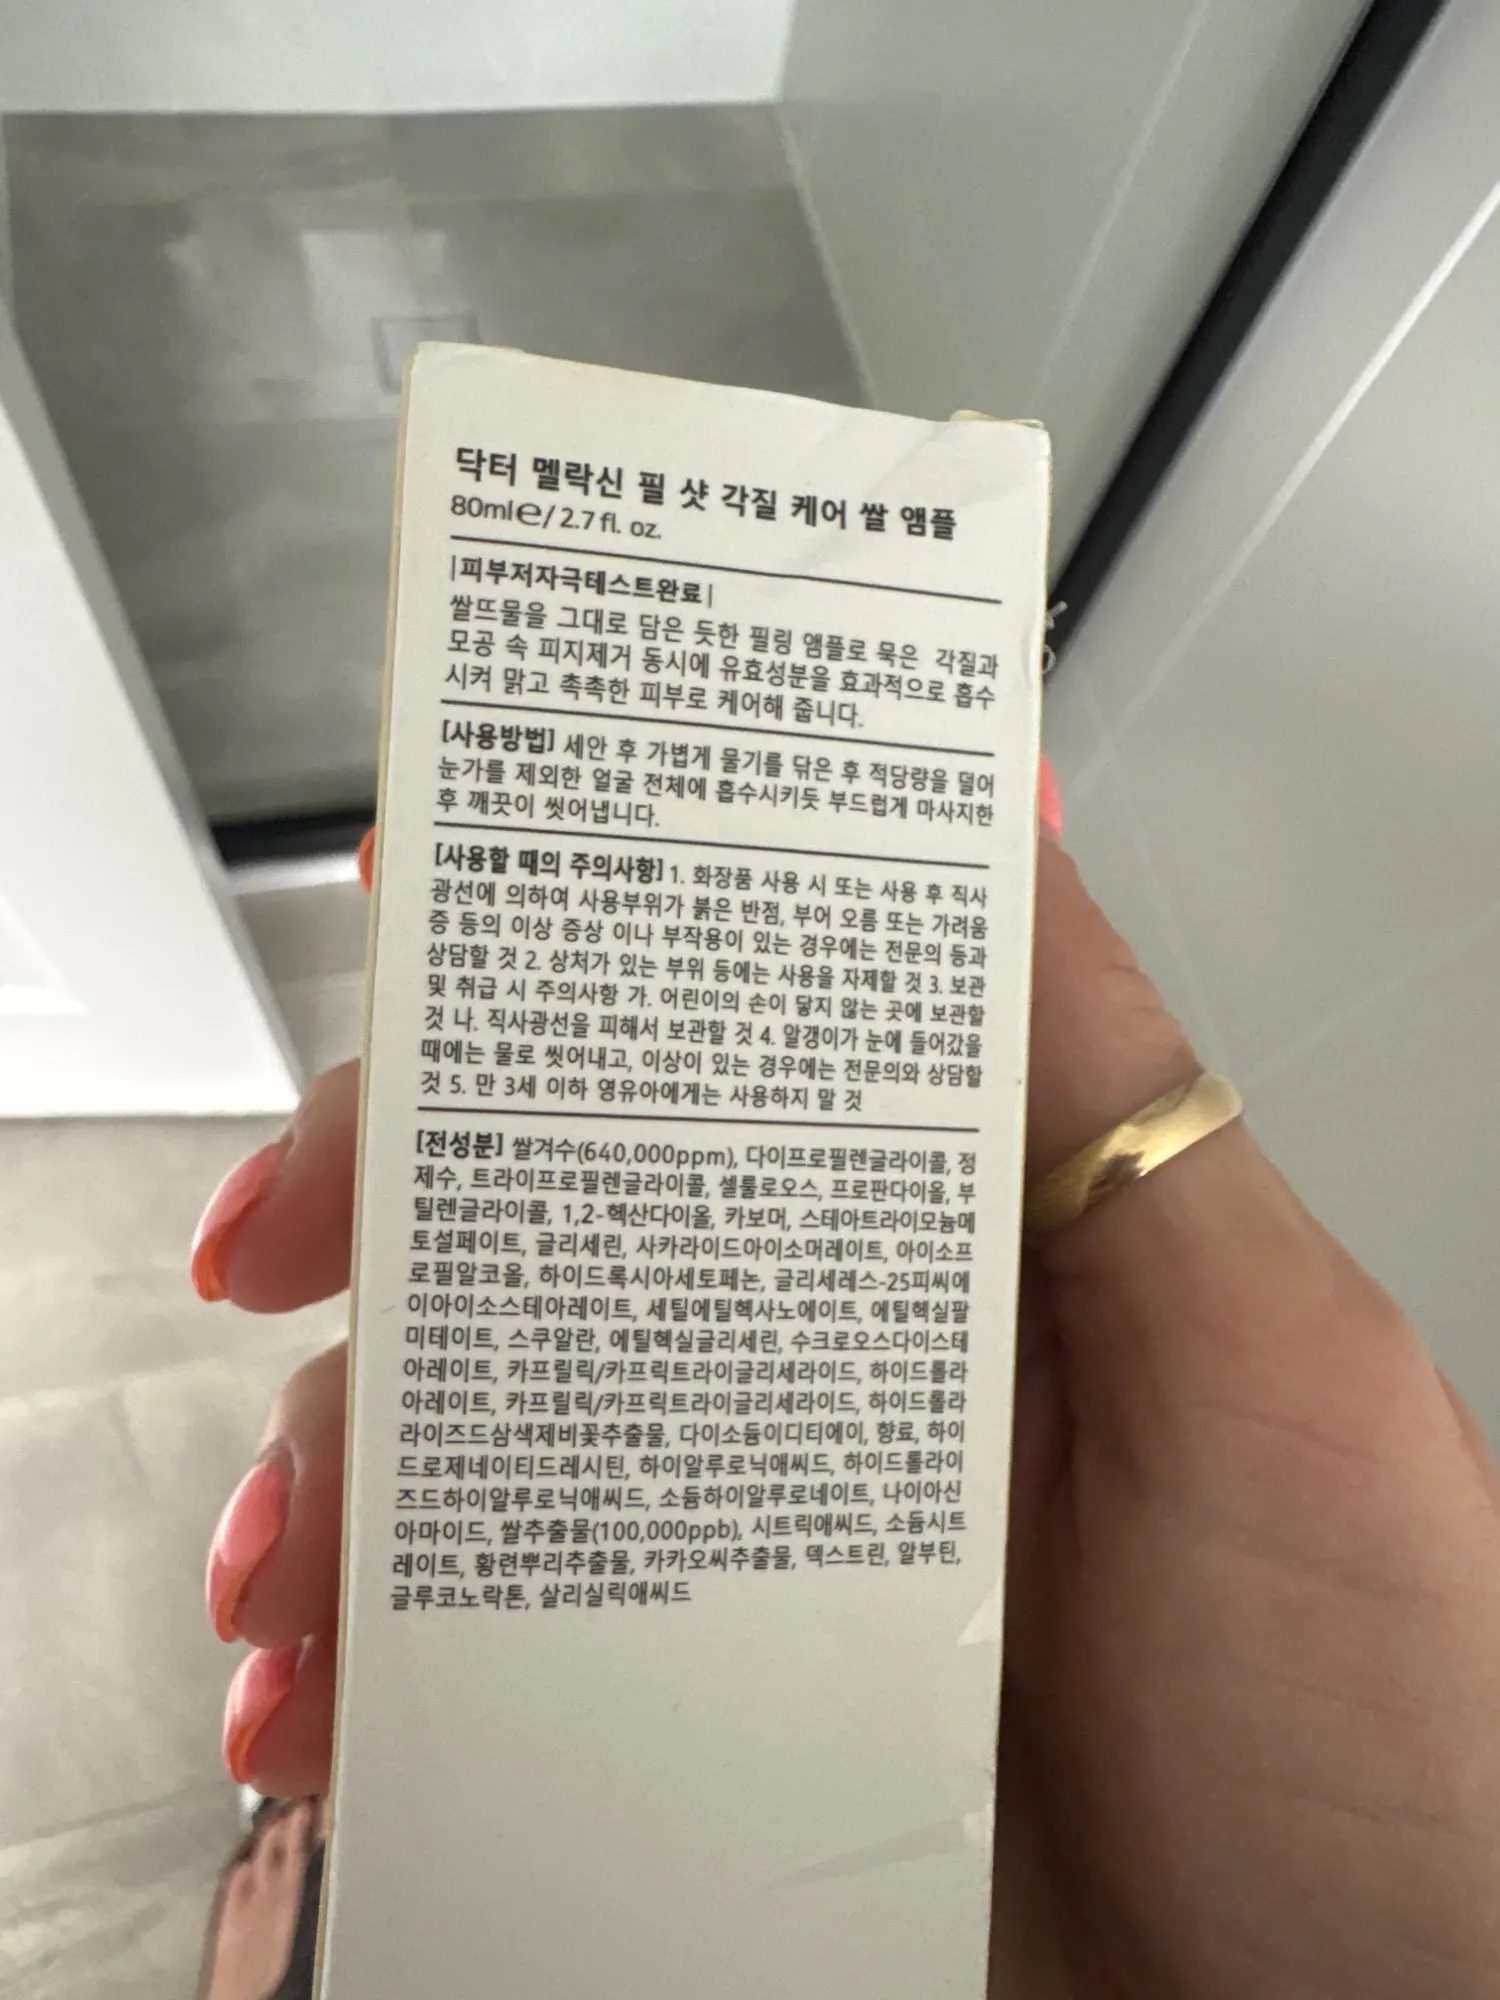 닥터 멜락신 필 샷 각질 케어 쌀 앰플
80ml℮/ 2.7 fl. oz.
|피부저자극테스트완료|
쌀뜨물을 그대로 담은 듯한 필링 앰플로 묵은 각질과
모공 속 피지제거 동시에 유효성분을 효과적으로 흡수
시켜 맑고 촉촉한 피부로 케어해 줍니다.
[사용방법] 세안 후 가볍게 물기를 닦은 후 적당량을 덜어
눈가를 제외한 얼굴 전체에 흡수시키듯 부드럽게 마사지한
후 깨끗이 씻어냅니다.
[사용할 때의 주의사항] 1. 화장품 사용 시 또는 사용 후 직사
광선에 의하여 사용부위가 붉은 반점, 부어 오름 또는 가려움
증 등의 이상 증상 이나 부작용이 있는 경우에는 전문의 등과
상담할 것 2. 상처가 있는 부위 등에는 사용을 자제할 것 3. 보관
및 취급 시 주의사항 가. 어린이의 손이 닿지 않는 곳에 보관할
것 나. 직사광선을 피해서 보관할 것 4. 알갱이가 눈에 들어갔을
때에는 물로 씻어내고, 이상이 있는 경우에는 전문의와 상담할
것 5. 만 3세 이하 영유아에게는 사용하지 말 것
[전성분] 쌀겨수(640,000ppm), 다이프로필렌글라이콜, 정
제수, 트라이프로필렌글라이콜, 셀룰로오스, 프로판다이올, 부
틸렌글라이콜, 1,2-헥산다이올, 카보머, 스테아트라이모늄메
토설페이트, 글리세린, 사카라이드아이소머레이트, 아이소프
로필알코올, 하이드록시아세토페논, 글리세레스-25피씨에
이아이소스테아레이트, 세틸에틸헥사노에이트, 에틸헥실팔
미테이트, 스쿠알란, 에틸헥실글리세린, 수크로오스다이스테
아레이트, 카프릴릭/카프릭트라이글리세라이드, 하이드롤라
아레이트, 카프릴릭/카프릭트라이글리세라이드, 하이드롤라
라이즈드삼색제비꽃추출물, 다이소듐이디티에이, 향료, 하이
드로제네이티드레시틴, 하이알루로닉애씨드, 하이드롤라이
즈드하이알루로닉애씨드, 소듐하이알루로네이트, 나이아신
아마이드, 쌀추출물(100,000ppb), 시트릭애씨드, 소듐시트
레이트, 황련뿌리추출물, 카카오씨추출물, 덱스트린, 알부틴,
글루코노락톤, 살리실릭애씨드